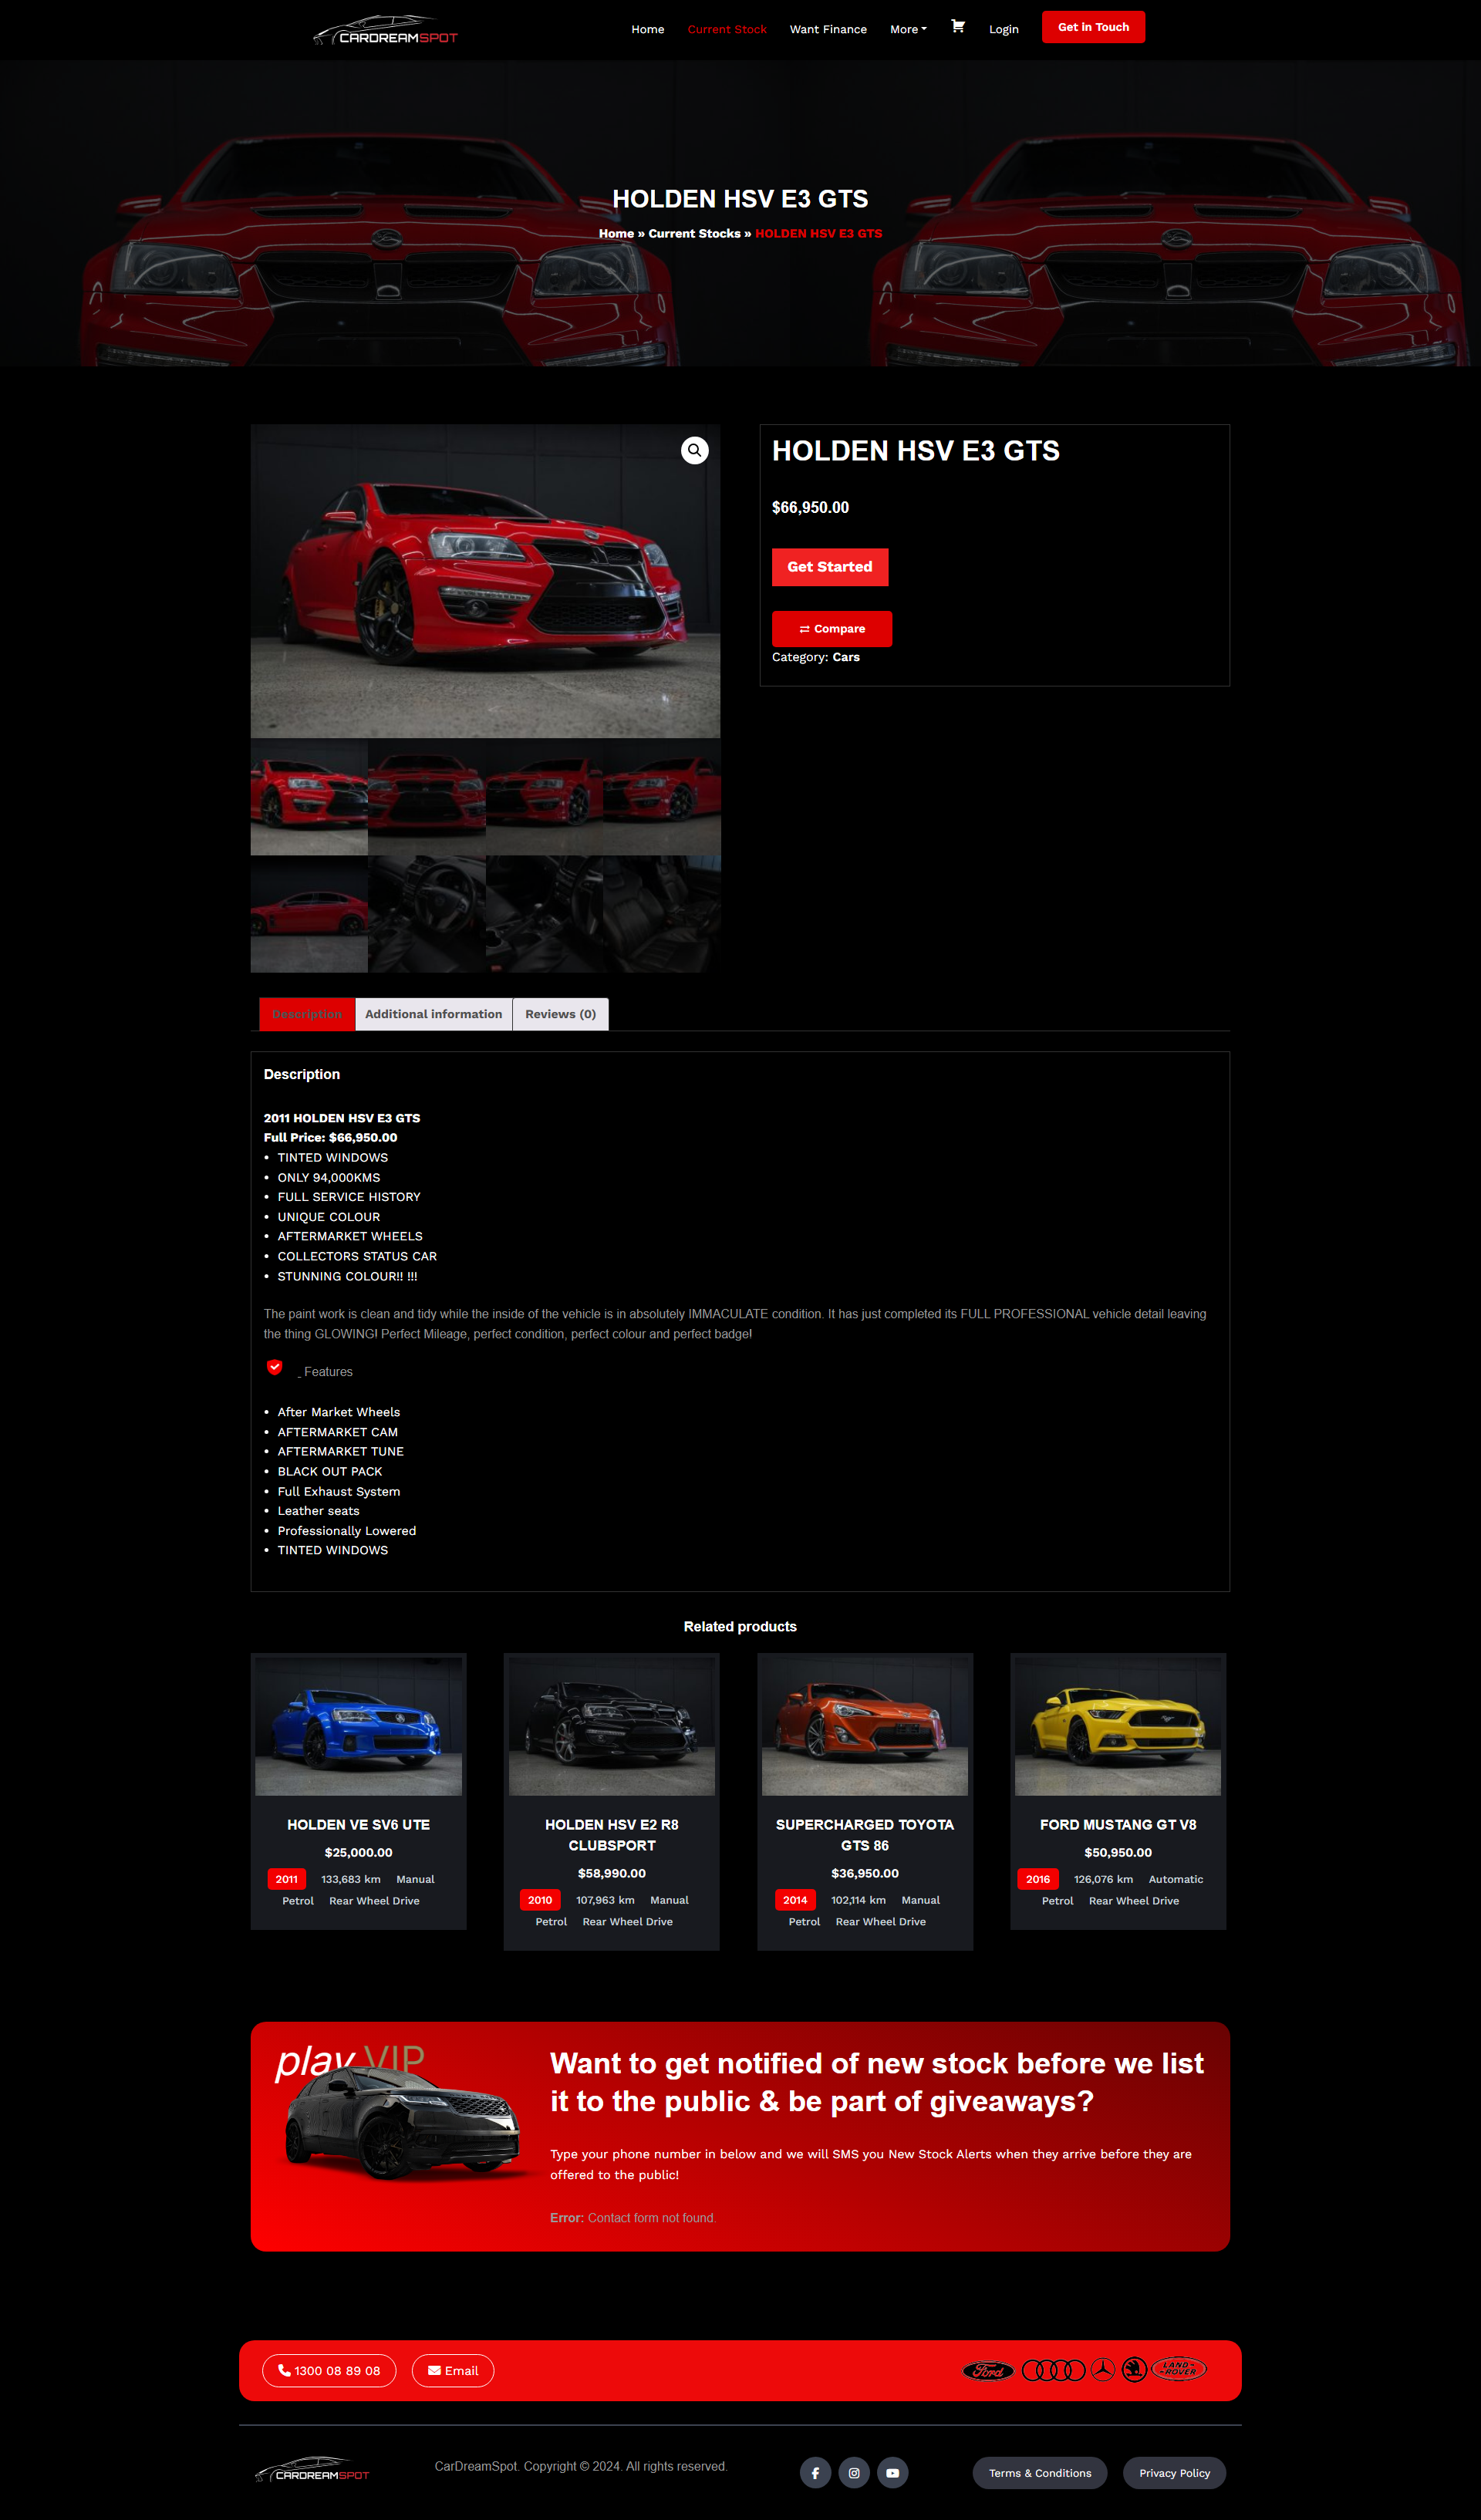 CARDREAMSPOT
Home
Current Stock
Want Finance
More
Login
Get in Touch
HOLDEN HSV E3 GTS
Home » Current Stocks » HOLDEN HSV E3 GTS
HOLDEN HSV E3 GTS
$66,950.00
Get Started
Compare
Category: Cars
Description
Additional information
Reviews (0)
Description
2011 HOLDEN HSV E3 GTS
Full Price: $66,950.00
• TINTED WINDOWS
• ONLY 94,000KMS
• FULL SERVICE HISTORY
• UNIQUE COLOUR
• AFTERMARKET WHEELS
• COLLECTORS STATUS CAR
• STUNNING COLOUR!! !!!
The paint work is clean and tidy while the inside of the vehicle is in absolutely IMMACULATE condition. It has just completed its FULL PROFESSIONAL vehicle detail leaving
the thing GLOWING! Perfect Mileage, perfect condition, perfect colour and perfect badge!
Features
• After Market Wheels
• AFTERMARKET CAM
• AFTERMARKET TUNE
• BLACK OUT PACK
• Full Exhaust System
• Leather seats
• Professionally Lowered
• TINTED WINDOWS
Related products
HOLDEN VE SV6 UTE
$25,000.00
2011 133,683 km Manual
Petrol Rear Wheel Drive
HOLDEN HSV E2 R8
CLUBSPORT
$58,990.00
2010 107,963 km Manual
Petrol Rear Wheel Drive
SUPERCHARGED TOYOTA
GTS 86
$36,950.00
2014 102,114 km Manual
Petrol Rear Wheel Drive
FORD MUSTANG GT V8
$50,950.00
2016 126,076 km Automatic
Petrol Rear Wheel Drive
play VIP
Want to get notified of new stock before we list
it to the public & be part of giveaways?
Type your phone number in below and we will SMS you New Stock Alerts when they arrive before they are
offered to the public!
Error: Contact form not found.
1300 08 89 08
Email
Ford
LAND
ROVER
CARDREAMSPOT
CarDreamSpot. Copyright © 2024. All rights reserved.
Terms & Conditions
Privacy Policy